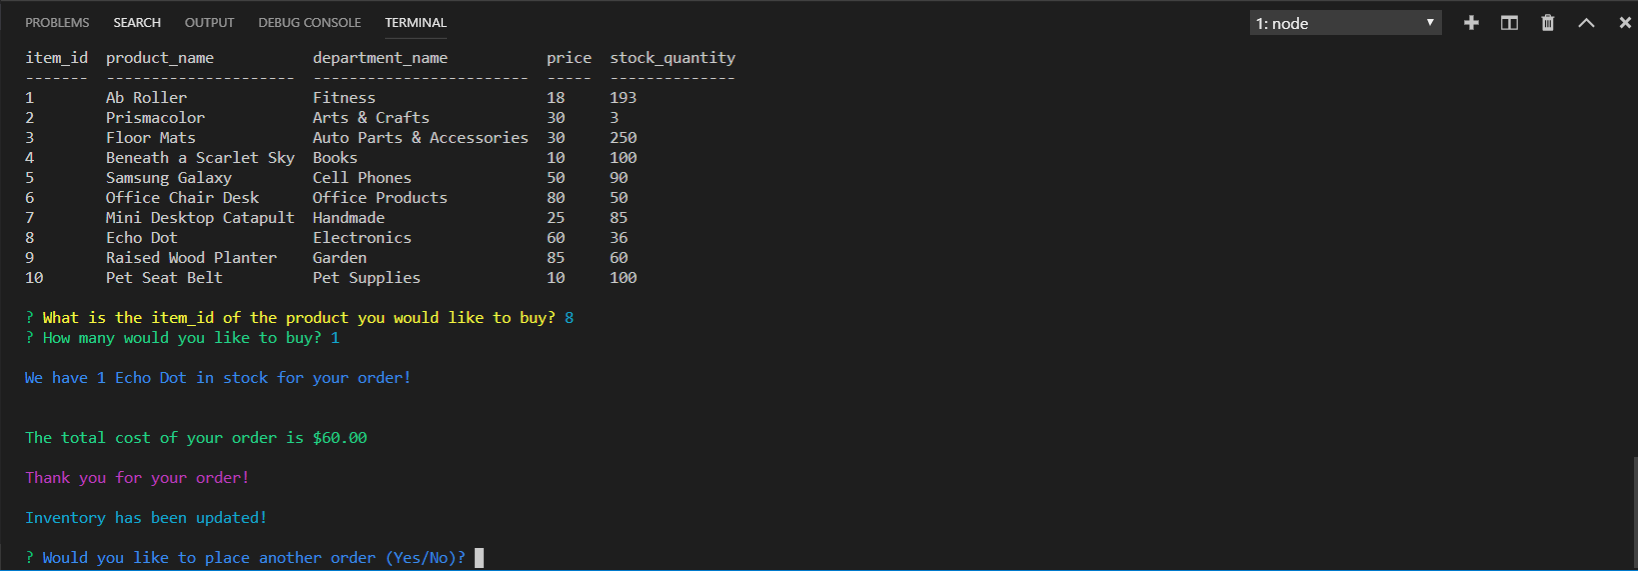 PROBLEMS SEARCH OUTPUT DEBUG CONSOLE TERMINAL 1: node
item_id  product_name           department_name           price  stock_quantity
-------  ---------------------  ------------------------  -----  --------------
1        Ab Roller              Fitness                   18     193
2        Prismacolor            Arts & Crafts             30     3
3        Floor Mats             Auto Parts & Accessories  30     250
4        Beneath a Scarlet Sky  Books                     10     100
5        Samsung Galaxy         Cell Phones               50     90
6        Office Chair Desk      Office Products           80     50
7        Mini Desktop Catapult  Handmade                  25     85
8        Echo Dot               Electronics               60     36
9        Raised Wood Planter    Garden                    85     60
10       Pet Seat Belt          Pet Supplies              10     100
? What is the item_id of the product you would like to buy? 8
? How many would you like to buy? 1
We have 1 Echo Dot in stock for your order!
The total cost of your order is $60.00
Thank you for your order!
Inventory has been updated!
? Would you like to place another order (Yes/No)?